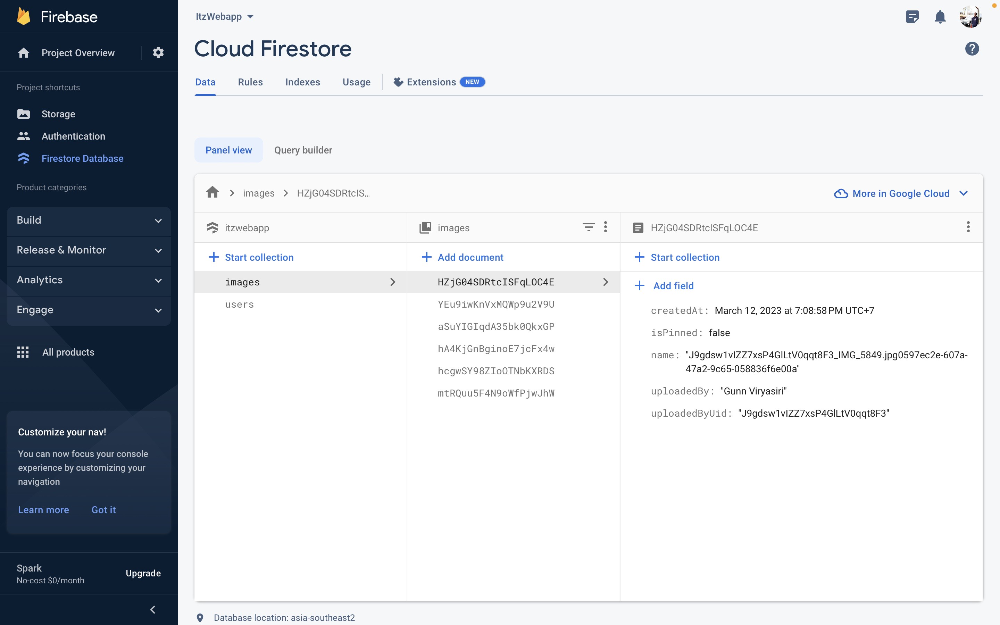 Firebase
Project Overview
Project shortcuts
Storage
Authentication
Firestore Database
Product categories
Build
Release & Monitor
Analytics
Engage
All products
Customize your nav!
You can now focus your console
experience by customizing your
navigation
Learn more Got it
Spark
No-cost $0/month
Upgrade
ItzWebapp
Cloud Firestore
Data Rules Indexes Usage Extensions NEW
Panel view Query builder
images HZjG04SDRtcIS...
More in Google Cloud
itzwebapp
Start collection
images
users
images
Add document
HZjG04SDRtcISFqLOC4E
YEu9iwKnVxMQWp9u2V9U
aSuYIGIqdA35bk0QkxGP
hA4KjGnBginoE7jcFx4w
hcgwSY98ZIoOTNbKXRDS
mtRQuu5F4N9oWfPjwJhW
HZjG04SDRtcISFqLOC4E
Start collection
Add field
createdAt: March 12, 2023 at 7:08:58 PM UTC+7
isPinned: false
name: "J9gdsw1vIZZ7xsP4GlLtV0qqt8F3_IMG_5849.jpg0597ec2e-607a-
47a2-9c65-058836f6e00a"
uploadedBy: "Gunn Viryasiri"
uploadedByUid: "J9gdsw1vIZZ7xsP4GlLtV0qqt8F3"
Database location: asia-southeast2